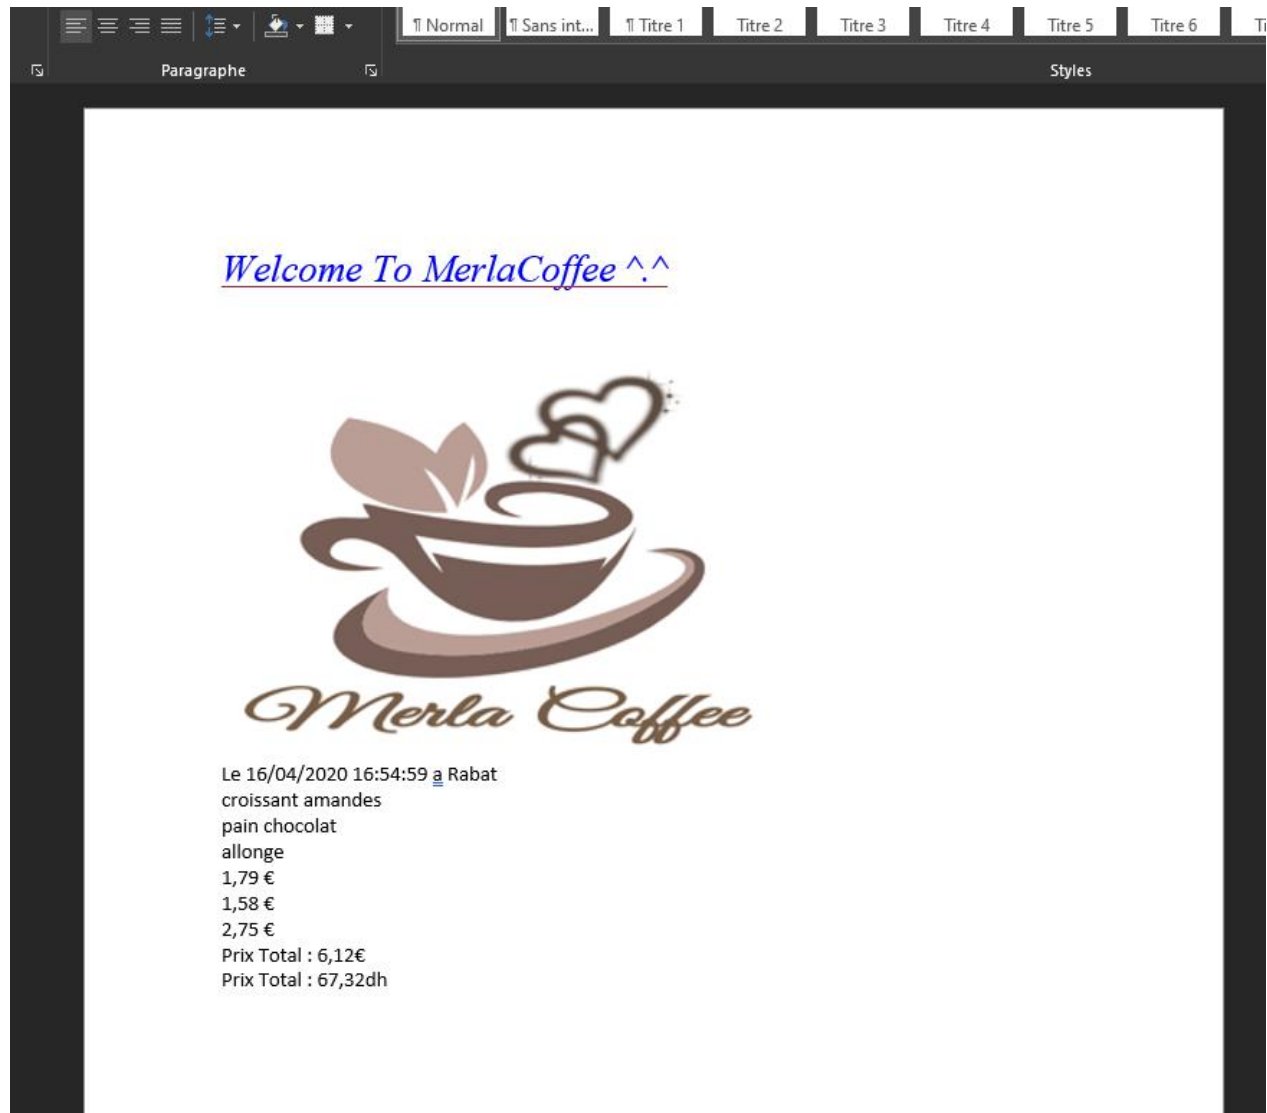 ¶ Normal ¶ Sans int... ¶ Titre 1 Titre 2 Titre 3 Titre 4 Titre 5 Titre 6
Paragraphe Styles
Welcome To MerlaCoffee ^.^
Merla Coffee
Le 16/04/2020 16:54:59 a Rabat
croissant amandes
pain chocolat
allonge
1,79 €
1,58 €
2,75 €
Prix Total : 6,12€
Prix Total : 67,32dh